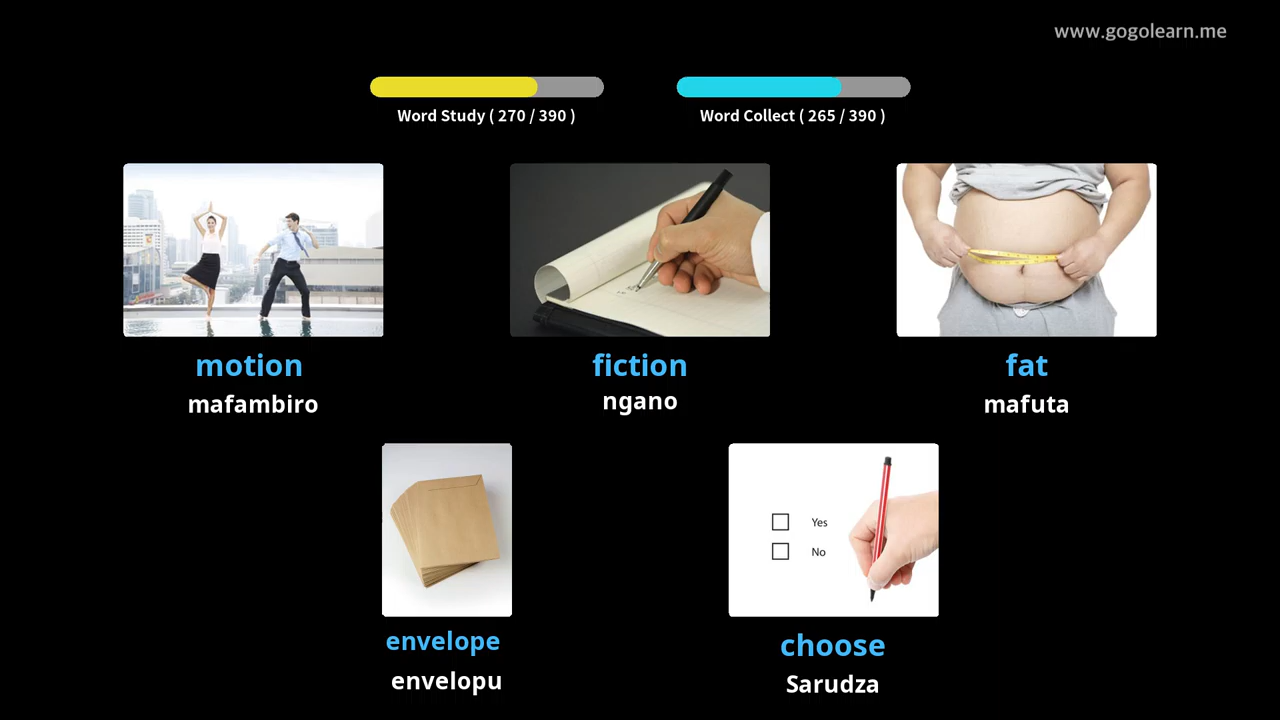 www.gogolearn.me
Word Study ( 270 / 390 )
Word Collect ( 265 / 390 )
motion
mafambiro
fiction
ngano
fat
mafuta
Yes
No
envelope
envelopu
choose
Sarudza